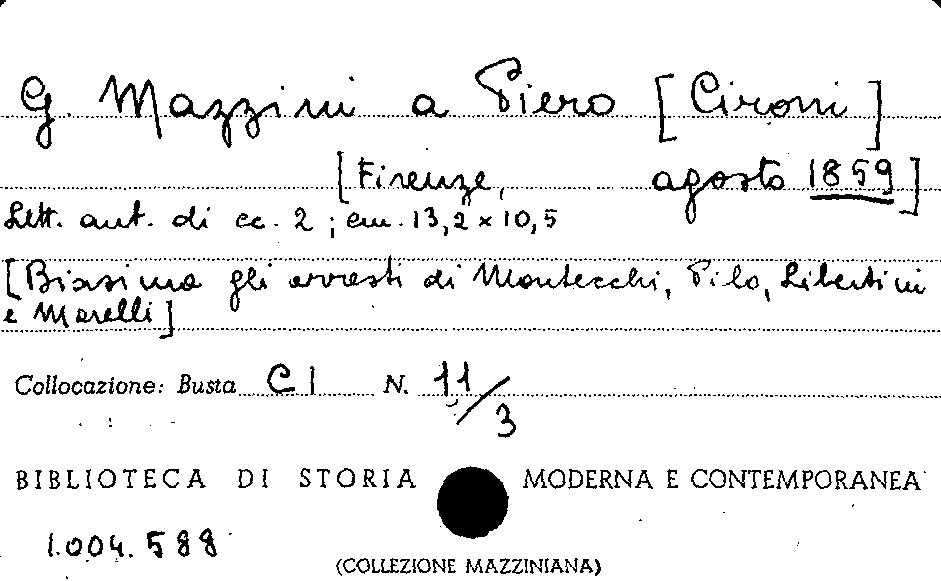 G. Mazzini a Piero [Cironi]
[Firenze, agosto 1859]
Lett. aut. di cc. 2 ; cm. 13,2 x 10,5
[Biasima gli arresti di Montecchi, Pilo, Libertini
e Morelli]
Collocazione: Busta C I N. 11/3
BIBLIOTECA DI STORIA MODERNA E CONTEMPORANEA
1.004.588
(COLLEZIONE MAZZINIANA)